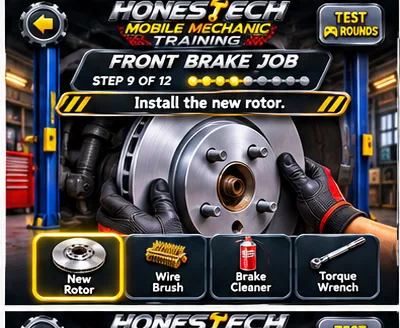 HONESTECH
MOBILE MECHANIC
TRAINING
TEST
ROUNDS
FRONT BRAKE JOB
STEP 9 OF 12
Install the new rotor.
New
Rotor
Wire
Brush
Brake
Cleaner
Torque
Wrench
HONESTECH
TEST